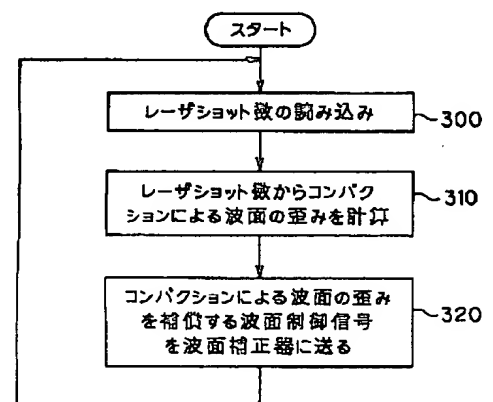 スタート
レーザショット数の読み込み
300
レーザショット数からコンパク
ションによる波面の歪みを計算
310
コンパクションによる波面の歪み
を補償する波面制御信号
を波面補正器に送る
320